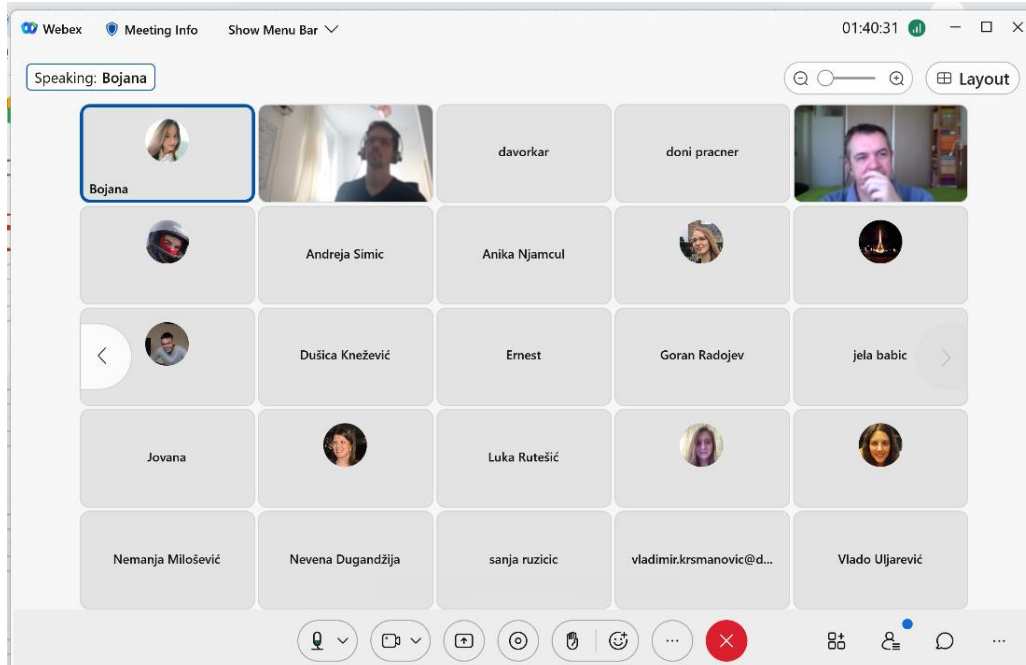 Webex
Meeting Info
Show Menu Bar
01:40:31
Speaking: Bojana
Layout
Bojana
davorkar
doni pracner
Andreja Simic
Anika Njamcul
Dušica Knežević
Ernest
Goran Radojev
jela babic
Jovana
Luka Rutešić
Nemanja Milošević
Nevena Dugandžija
sanja ruzicic
vladimir.krsmanovic@d...
Vlado Uljarević